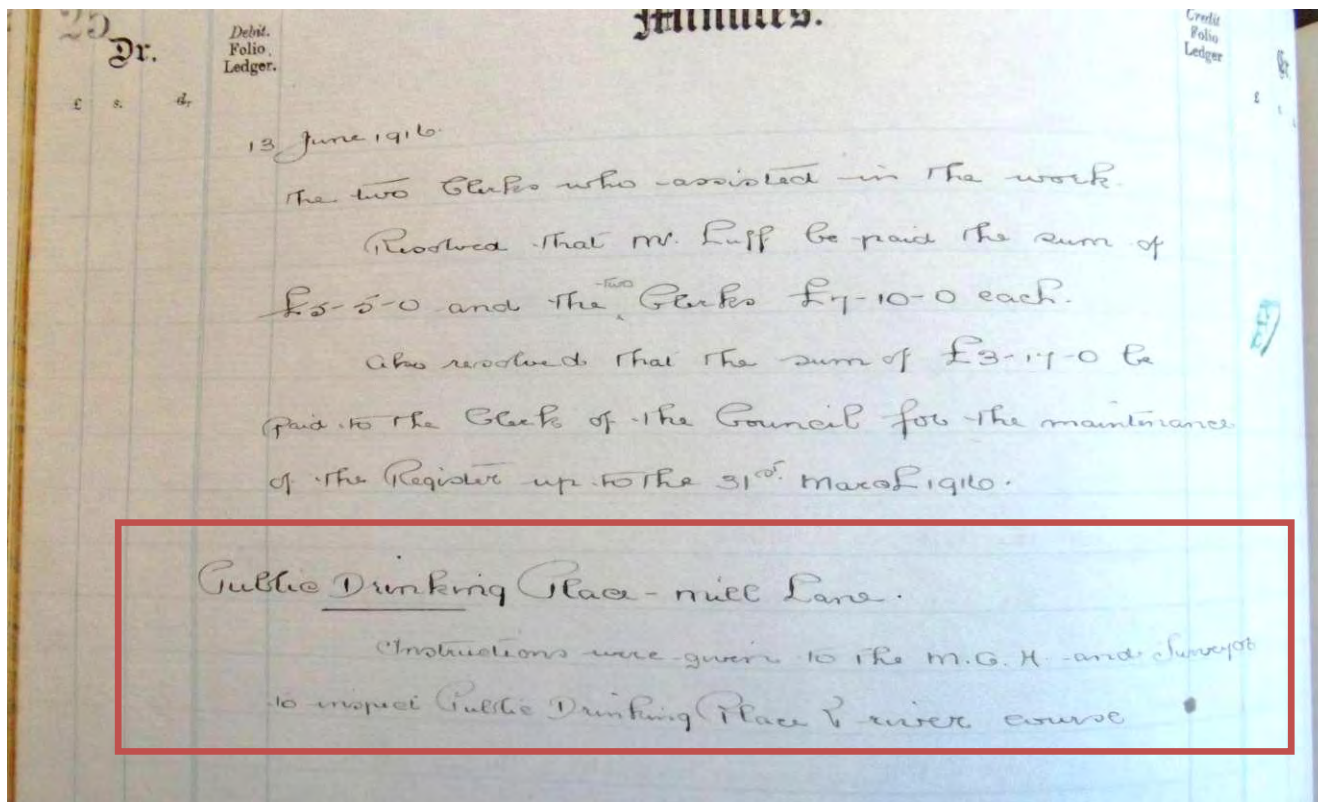 25
Minutes.
Dr.
Debit.
Folio
Ledger.
Credit
Folio
Ledger
£ s. d.
£
13 June 1916.
the two Clerks who assisted in the work.
Resolved that Mr. Luff be paid the sum of
£5-5-0 and the two Clerks £7-10-0 each.
Also resolved that the sum of £3-17-0 be
paid to the Clerk of the Council for the maintenance
of the Register up to the 31st. March 1916.
Public Drinking Place - Mill Lane.
Instructions were given to the M.O.H. and Surveyor
to inspect Public Drinking Place & river course